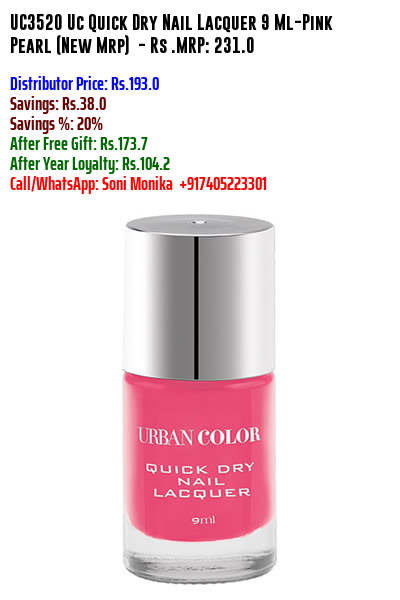 UC3520 Uc Quick Dry Nail Lacquer 9 Ml-Pink
Pearl (New Mrp) - Rs .MRP: 231.0
Distributor Price: Rs.193.0
Savings: Rs.38.0
Savings %: 20%
After Free Gift: Rs.173.7
After Year Loyalty: Rs.104.2
Call/WhatsApp: Soni Monika +917405223301
URBAN COLOR
QUICK DRY
NAIL
LACQUER
9ml